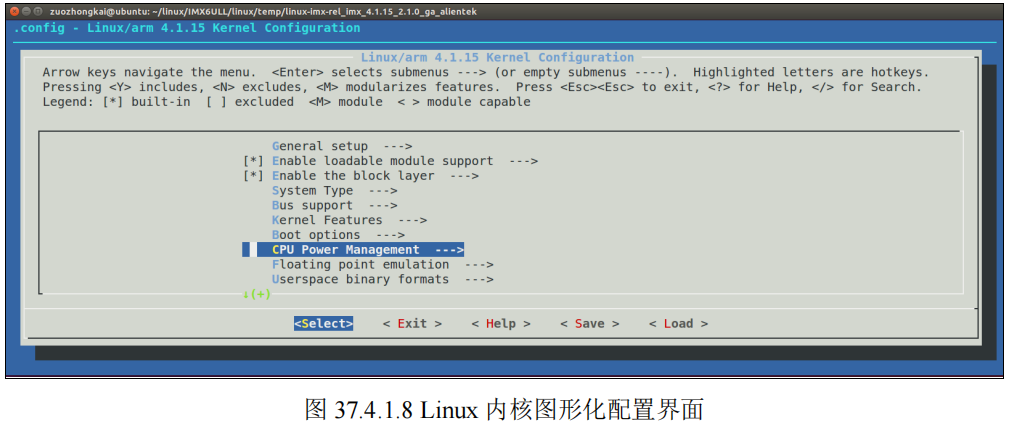 zuozhongkai@ubuntu: ~/linux/IMX6ULL/linux/temp/linux-imx-rel_imx_4.1.15_2.1.0_ga_alientek
.config - Linux/arm 4.1.15 Kernel Configuration
Linux/arm 4.1.15 Kernel Configuration
Arrow keys navigate the menu.  <Enter> selects submenus ---> (or empty submenus ----).  Highlighted letters are hotkeys.
Pressing <Y> includes, <N> excludes, <M> modularizes features.  Press <Esc><Esc> to exit, <?> for Help, </> for Search.
Legend: [*] built-in  [ ] excluded  <M> module  < > module capable
General setup  --->
[*] Enable loadable module support  --->
[*] Enable the block layer  --->
System Type  --->
Bus support  --->
Kernel Features  --->
Boot options  --->
CPU Power Management  --->
Floating point emulation  --->
Userspace binary formats  --->
↓(+)
<Select>    < Exit >    < Help >    < Save >    < Load >
图 37.4.1.8 Linux 内核图形化配置界面